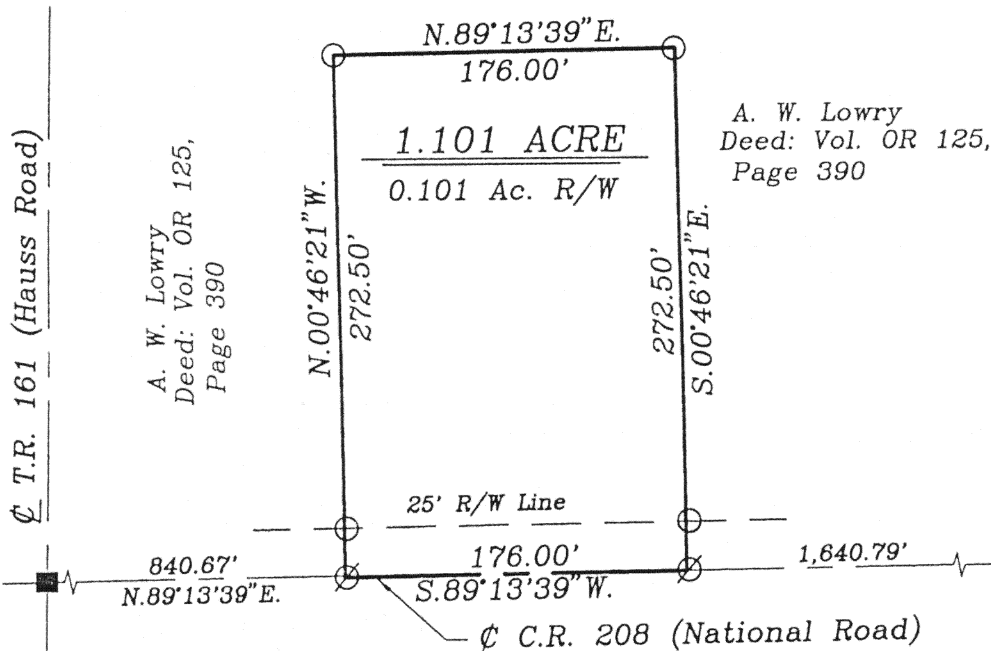 N.89°13'39"E.
176.00'
1.101 ACRE
0.101 Ac. R/W
A. W. Lowry
Deed: Vol. OR 125,
Page 390
℄ T.R. 161 (Hauss Road)
A. W. Lowry
Deed: Vol. OR 125,
Page 390
N.00°46'21"W.
272.50'
272.50'
S.00°46'21"E.
25' R/W Line
840.67'
N.89°13'39"E.
176.00'
S.89°13'39"W.
1,640.79'
℄ C.R. 208 (National Road)